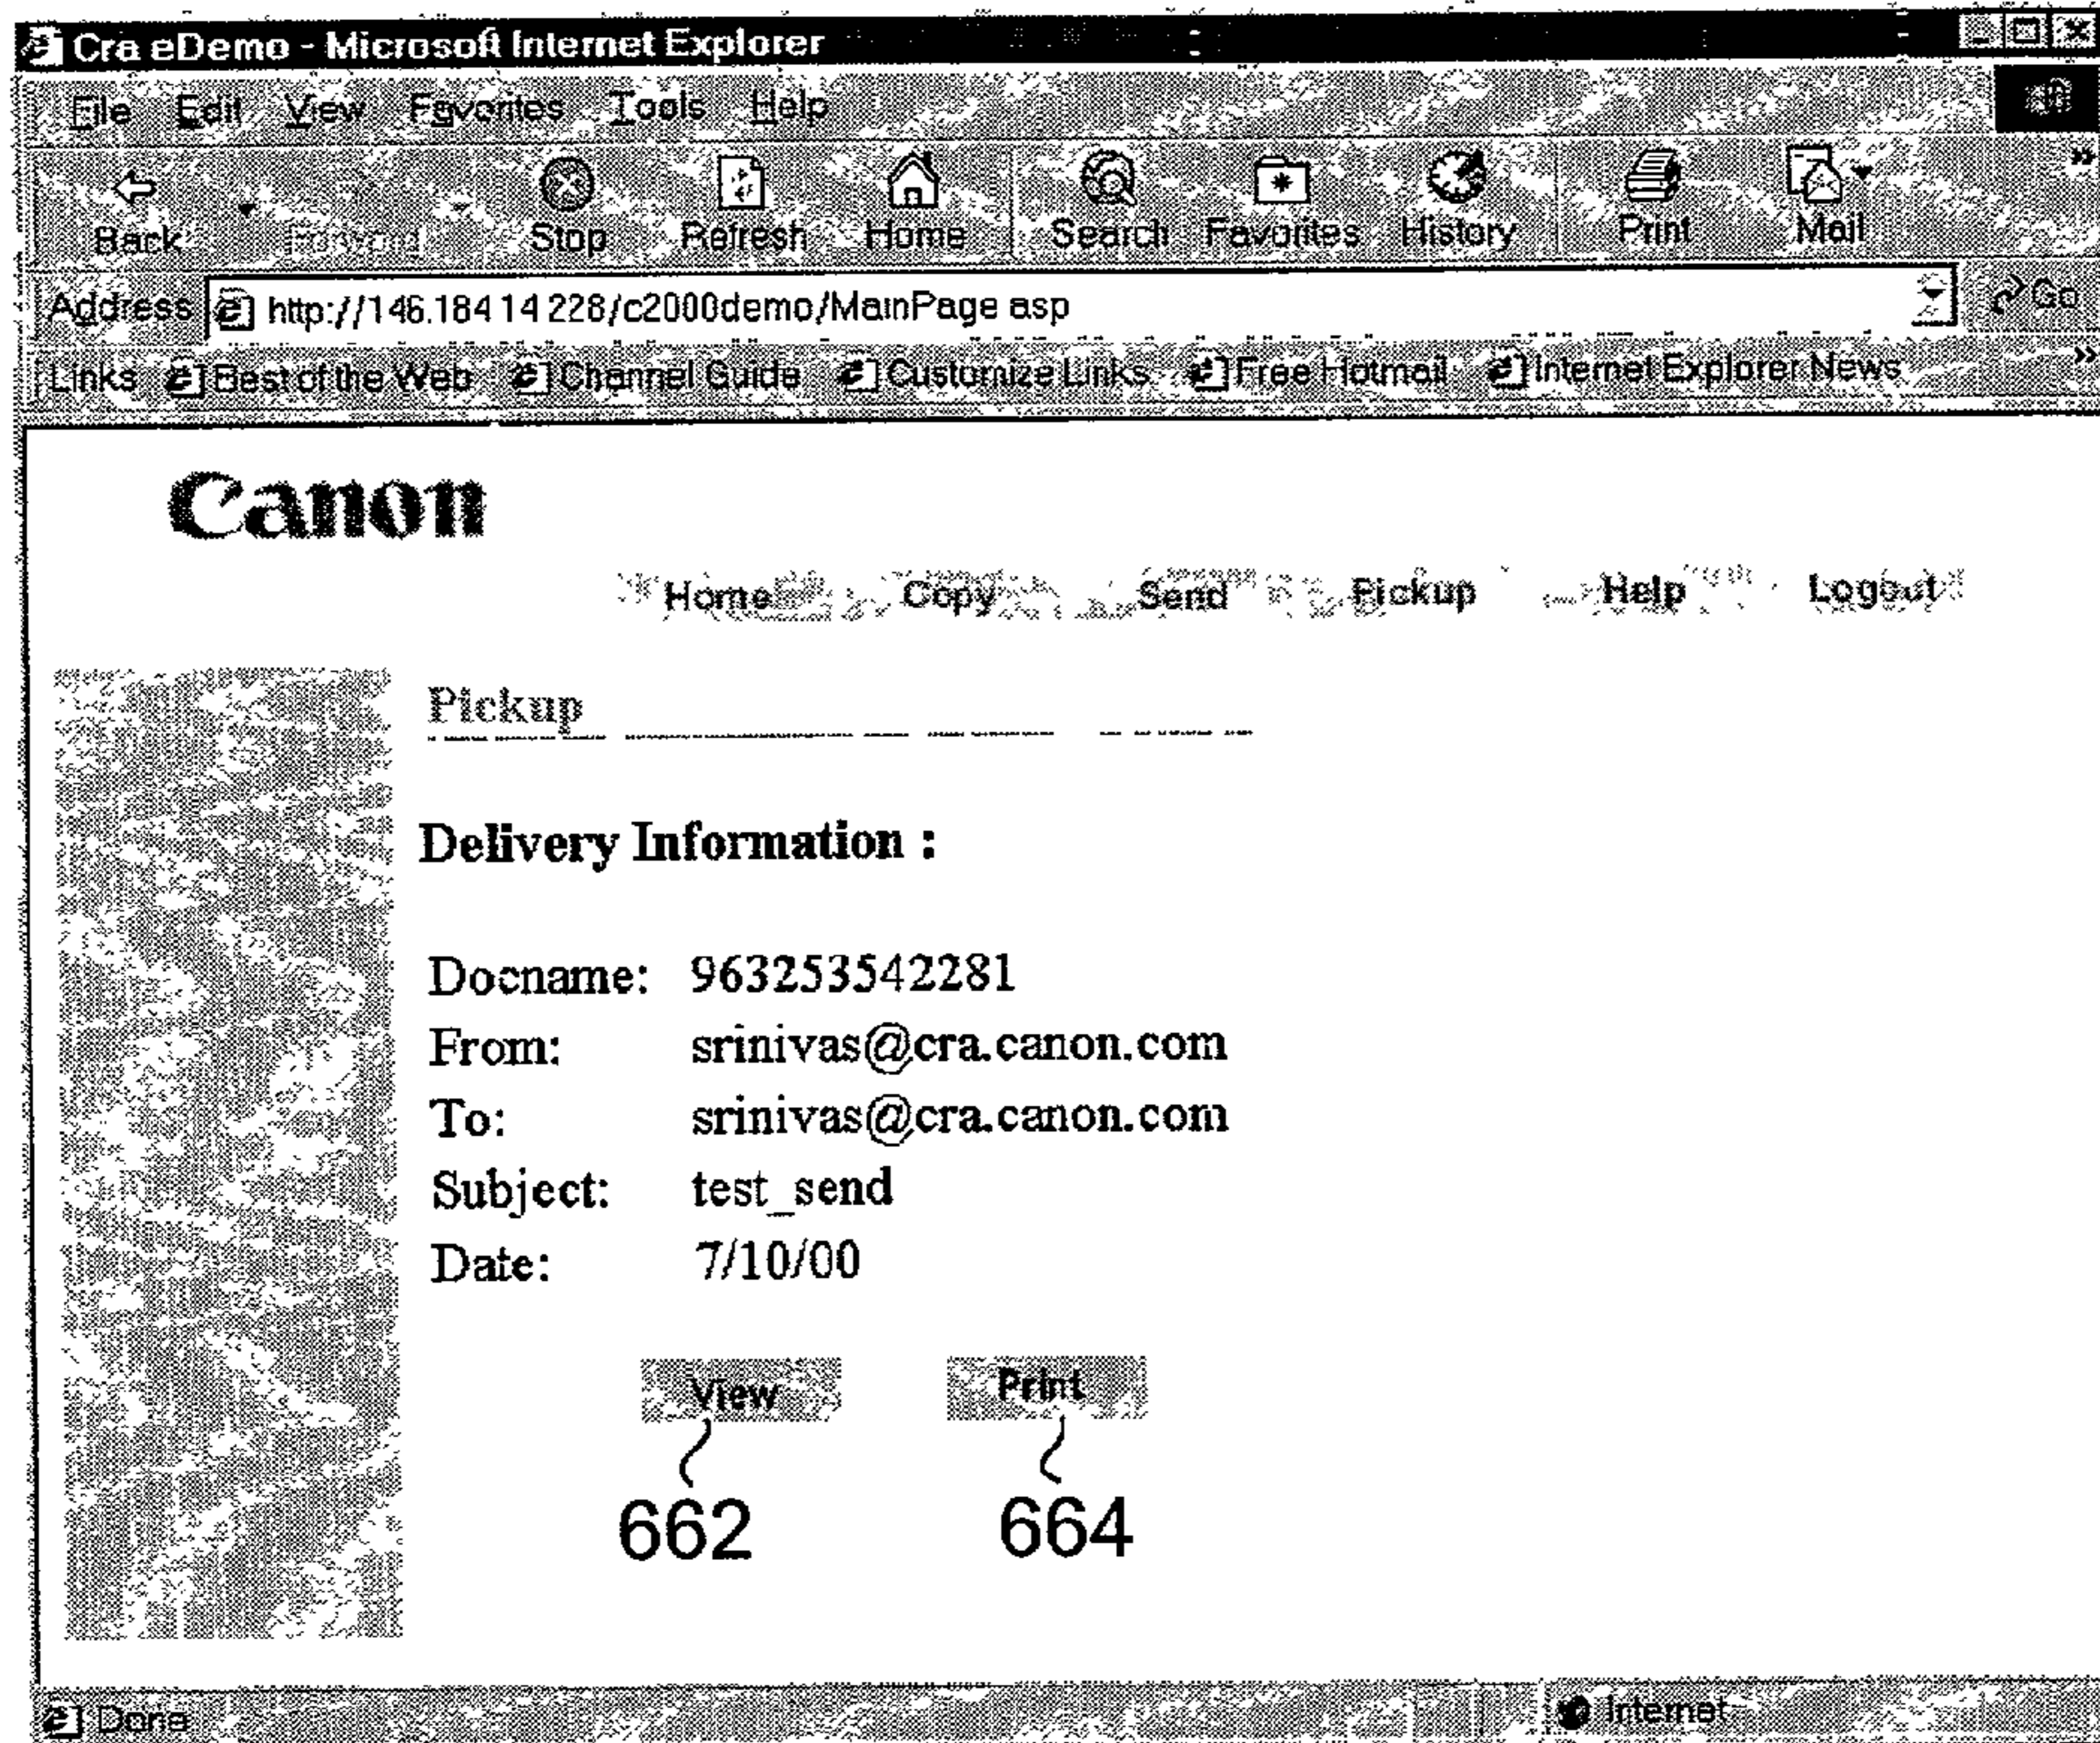 Cra eDemo - Microsoft Internet Explorer
File Edit View Favorites Tools Help
Back Forward Stop Refresh Home Search Favorites History Print Mail »
Address http://146.184 14 228/c2000demo/MainPage asp Go
Links Best of the Web Channel Guide Customize Links Free Hotmail Internet Explorer News »
Canon
Home Copy Send Pickup Help Logout
Pickup
Delivery Information :
Docname: 963253542281
From: srinivas@cra.canon.com
To: srinivas@cra.canon.com
Subject: test_send
Date: 7/10/00
View Print
662 664
Done Internet